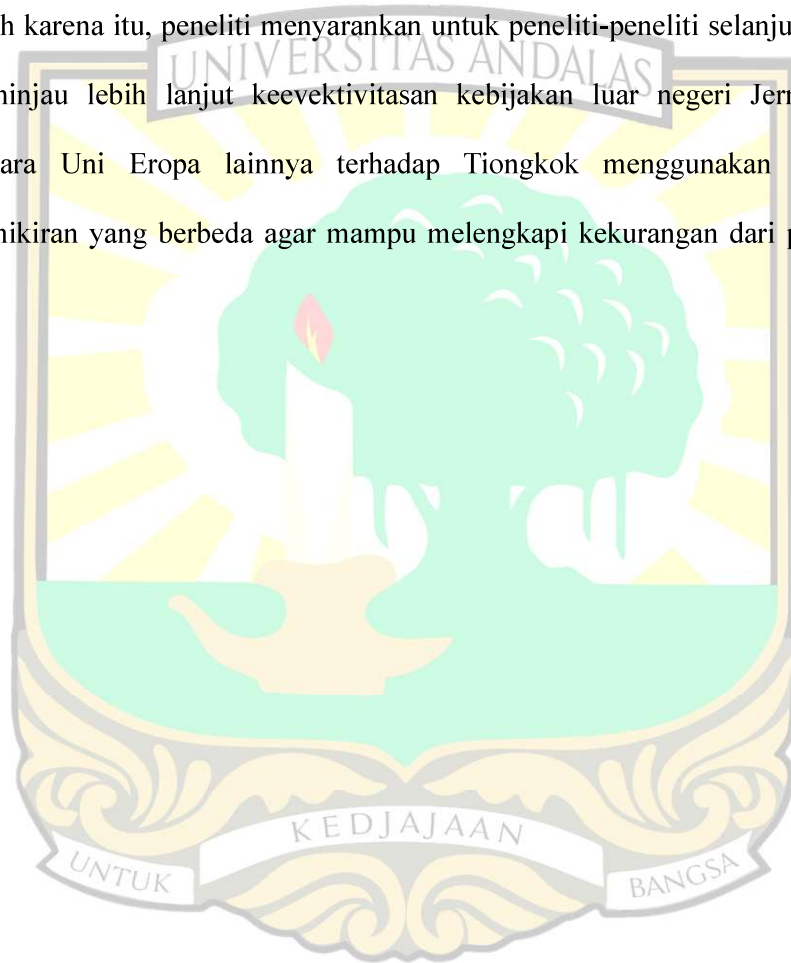 h karena itu, peneliti menyarankan untuk peneliti-peneliti selanju
UNIVERSITAS ANDALAS
ninjau lebih lanjut keevektivitasan kebijakan luar negeri Jer
ara Uni Eropa lainnya terhadap Tiongkok menggunakan
nikiran yang berbeda agar mampu melengkapi kekurangan dari p
KEDJAJAAN
UNTUK BANGSA